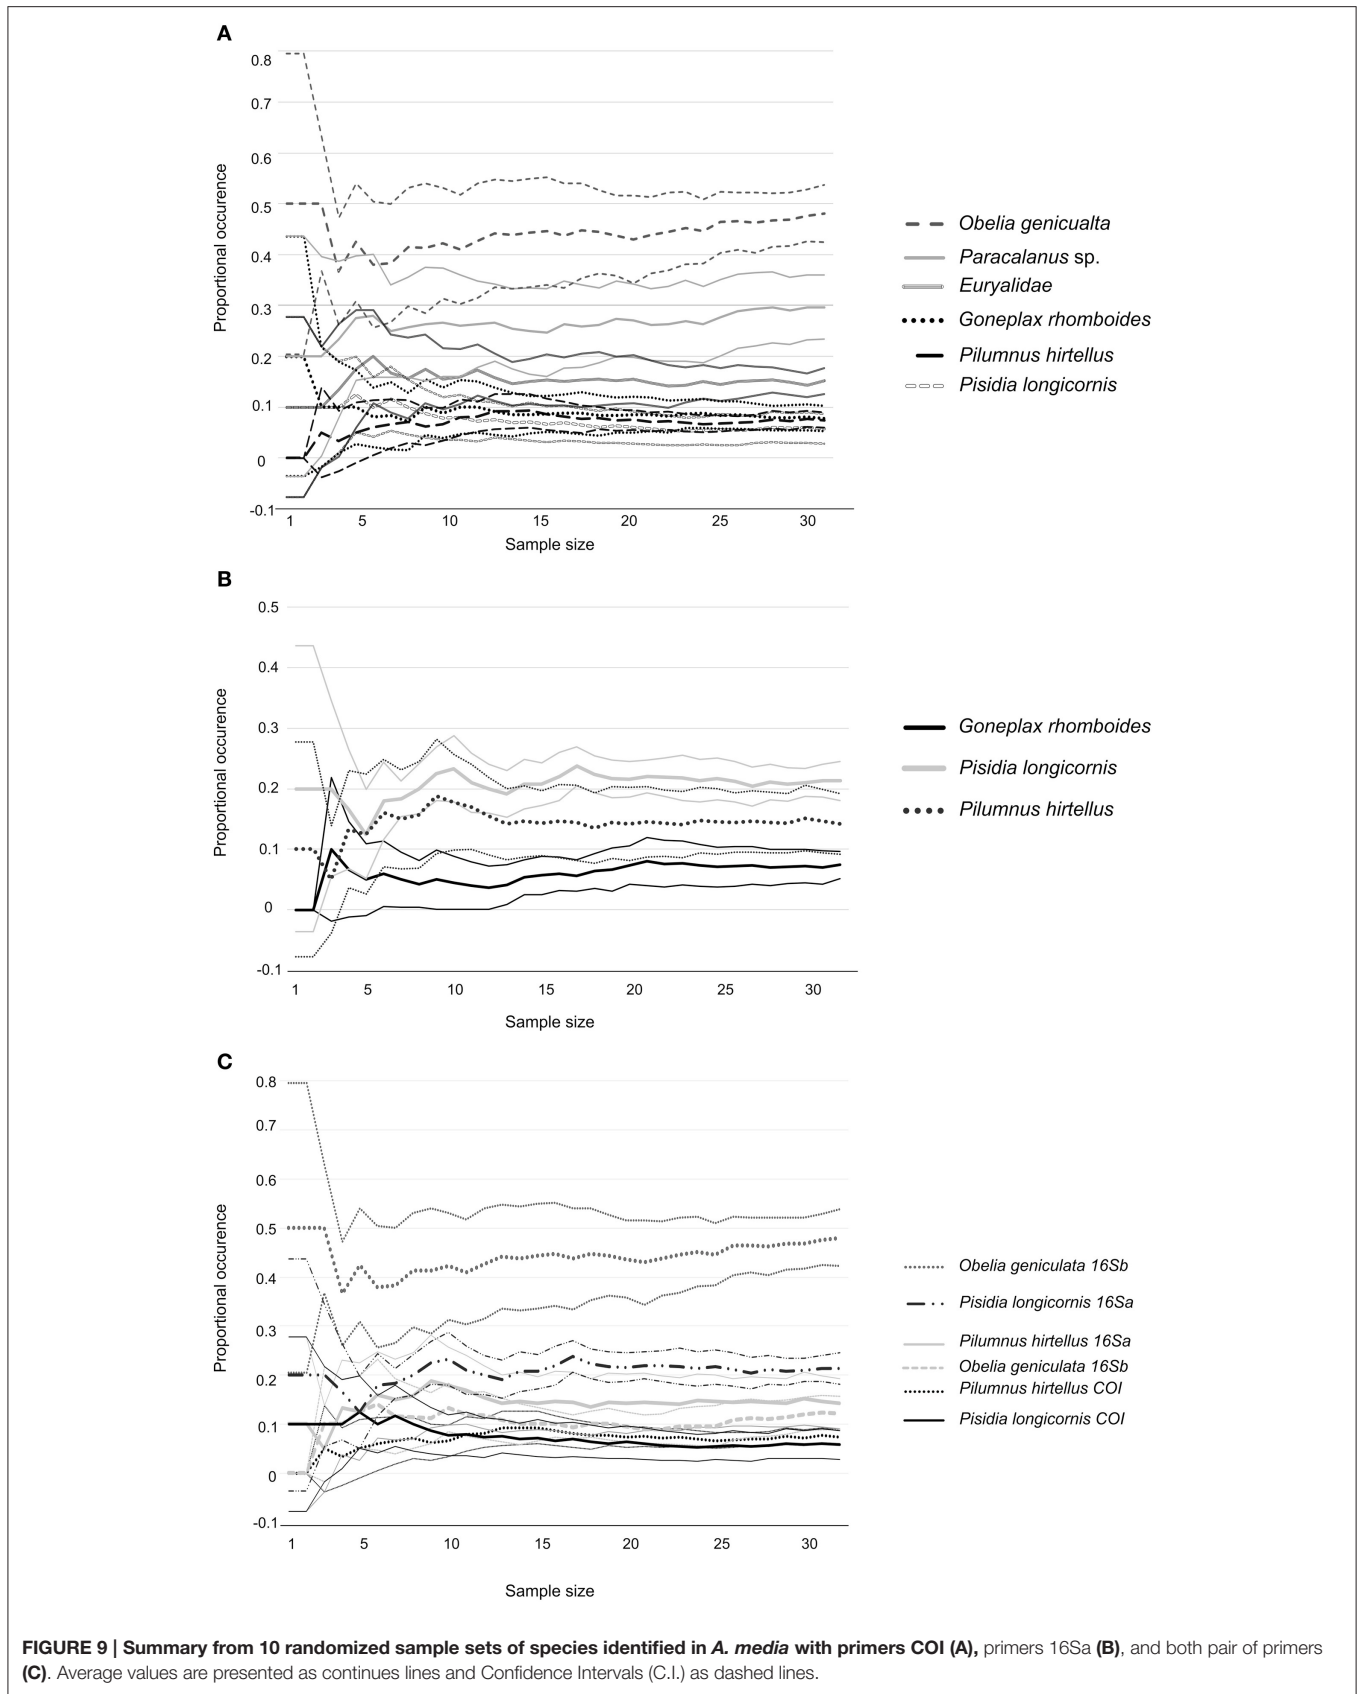 A
0.8
0.7
0.6
0.5
0.4
0.3
0.2
0.1
0
-0.1
Proportional occurence
1 5 10 15 20 25 30
Sample size
Obelia genicualta
Paracalanus sp.
Euryalidae
Goneplax rhomboides
Pilumnus hirtellus
Pisidia longicornis
B
0.5
0.4
0.3
0.2
0.1
0
-0.1
Proportional occurence
1 5 10 15 20 25 30
Sample size
Goneplax rhomboides
Pisidia longicornis
Pilumnus hirtellus
C
0.8
0.7
0.6
0.5
0.4
0.3
0.2
0.1
0
-0.1
Proportional occurence
1 5 10 15 20 25 30
Sample size
Obelia geniculata 16Sb
Pisidia longicornis 16Sa
Pilumnus hirtellus 16Sa
Obelia geniculata 16Sb
Pilumnus hirtellus COI
Pisidia longicornis COI
FIGURE 9 | Summary from 10 randomized sample sets of species identified in A. media with primers COI (A), primers 16Sa (B), and both pair of primers
(C). Average values are presented as continues lines and Confidence Intervals (C.I.) as dashed lines.